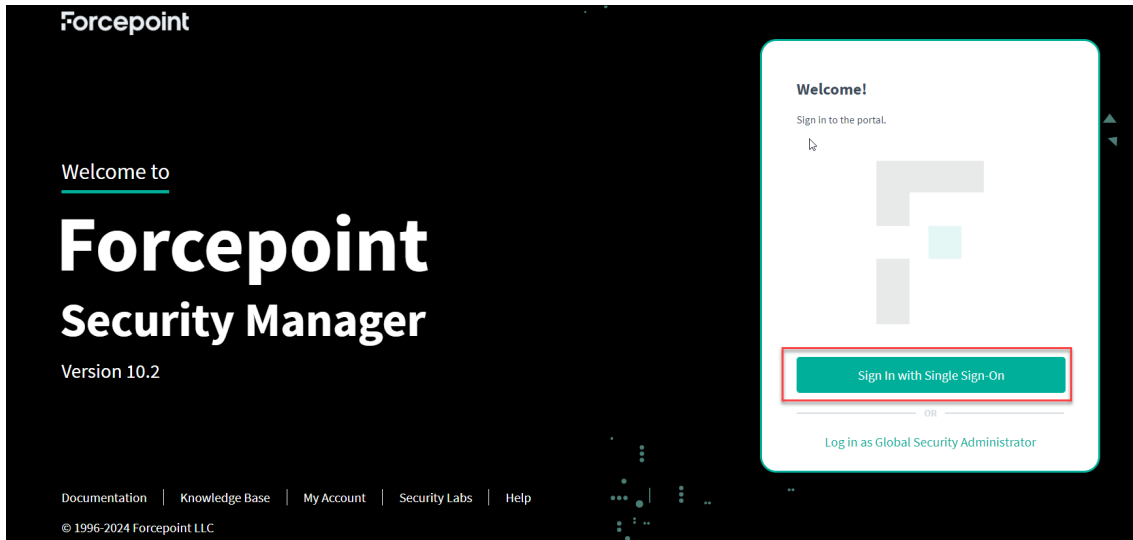 Forcepoint
Welcome to
Forcepoint
Security Manager
Version 10.2
Documentation | Knowledge Base | My Account | Security Labs | Help
© 1996-2024 Forcepoint LLC
Welcome!
Sign in to the portal.
Sign In with Single Sign-On
OR
Log in as Global Security Administrator